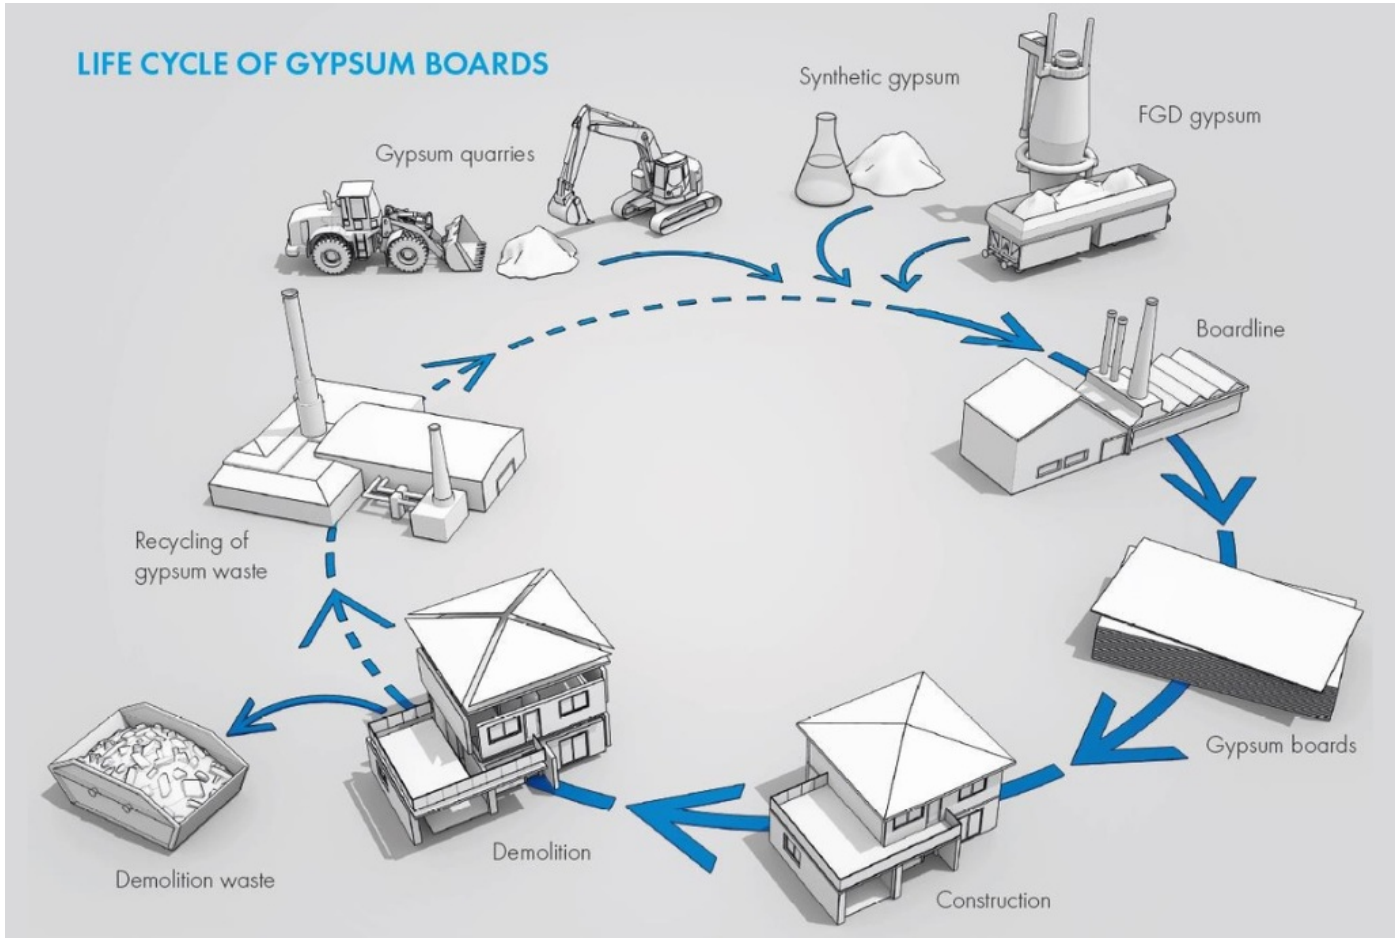 LIFE CYCLE OF GYPSUM BOARDS
Synthetic gypsum
FGD gypsum
Gypsum quarries
Boardline
Recycling of
gypsum waste
Gypsum boards
Demolition
Demolition waste
Construction